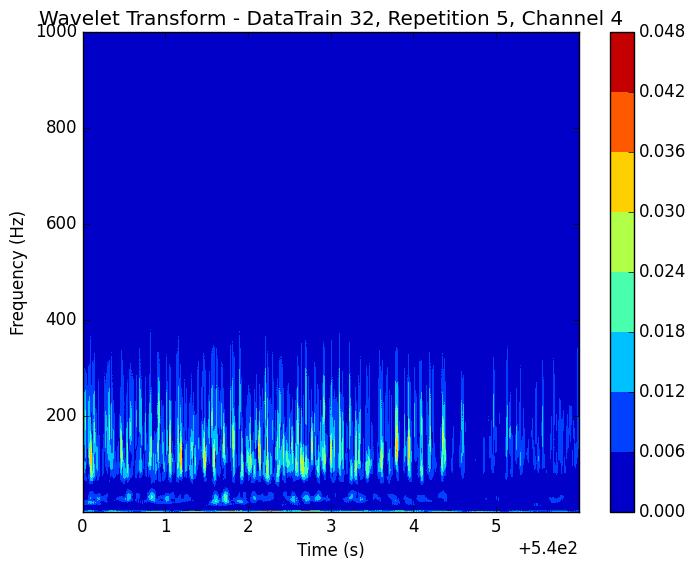 Wavelet Transform - DataTrain 32, Repetition 5, Channel 4
1000
800
600
400
200
Frequency (Hz)
0 1 2 3 4 5
Time (s)
+5.4e2
0.048
0.042
0.036
0.030
0.024
0.018
0.012
0.006
0.000